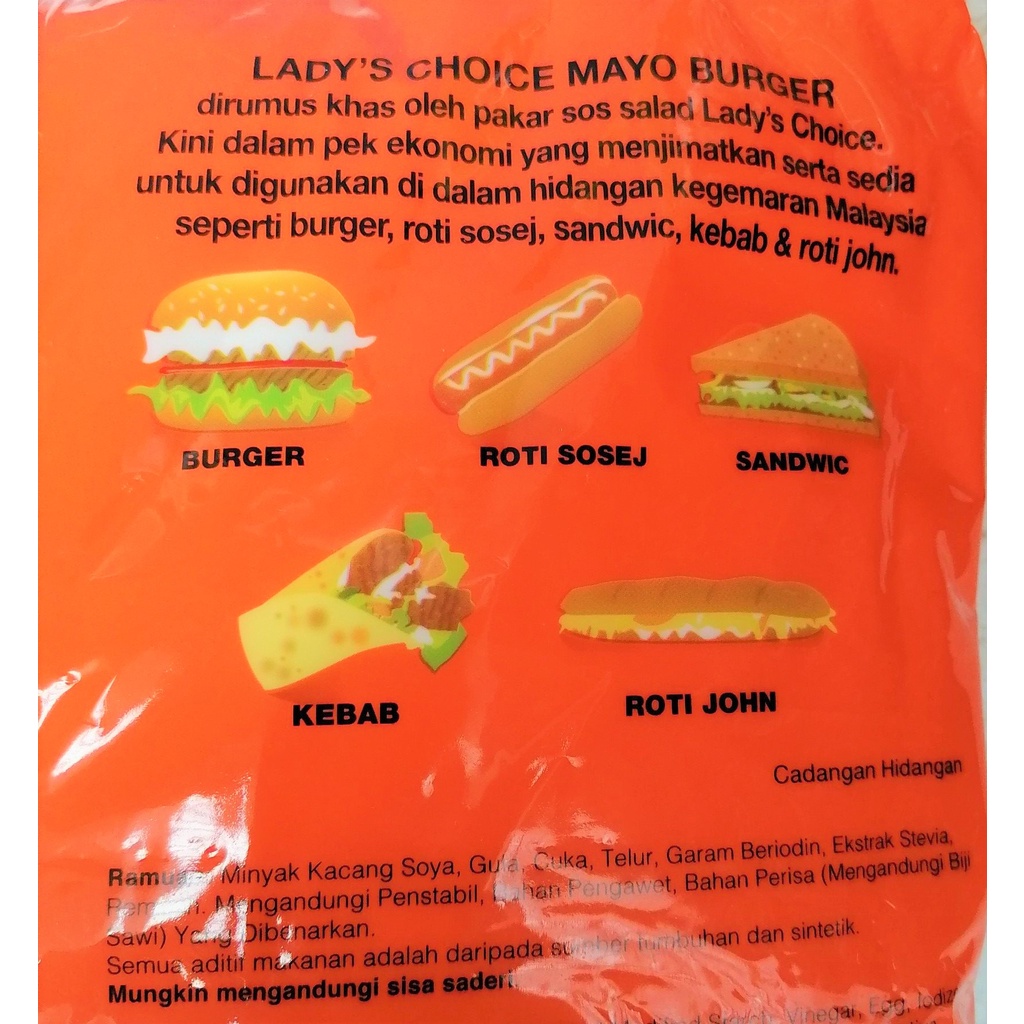 LADY'S CHOICE MAYO BURGER
dirumus khas oleh pakar sos salad Lady's Choice.
Kini dalam pek ekonomi yang menjimatkan serta sedia
untuk digunakan di dalam hidangan kegemaran Malaysia
seperti burger, roti sosej, sandwic, kebab & roti john.
BURGER
ROTI SOSEJ
SANDWIC
KEBAB
ROTI JOHN
Cadangan Hidangan
Minyak Kacang Soya, Gula, Cuka, Telur, Garam Beriodin, Ekstrak Stevia,
Mengandungi Penstabil, Bahan Pengawet, Bahan Perisa (Mengandungi Biji
Sawi) Yang Dibenarkan.
Semua aditif makanan adalah daripada sumber tumbuhan dan sintetik.
Mungkin mengandungi sisa saderi.
Vinegar, Egg,